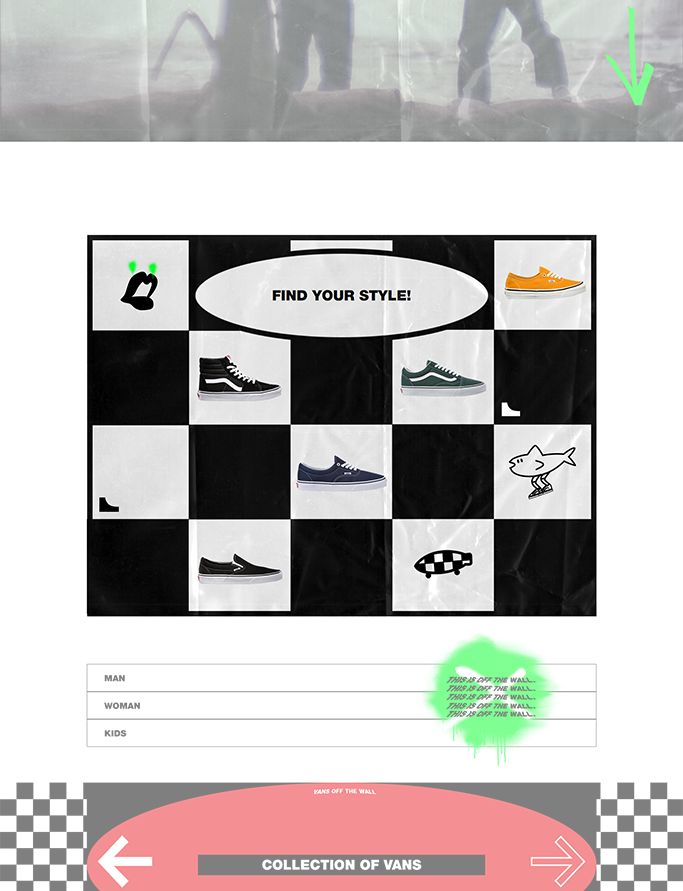 FIND YOUR STYLE!
MAN
WOMAN
KIDS
THIS IS OFF THE WALL..
THIS IS OFF THE WALL..
THIS IS OFF THE WALL..
THIS IS OFF THE WALL..
THIS IS OFF THE WALL..
VANS OFF THE WALL
COLLECTION OF VANS